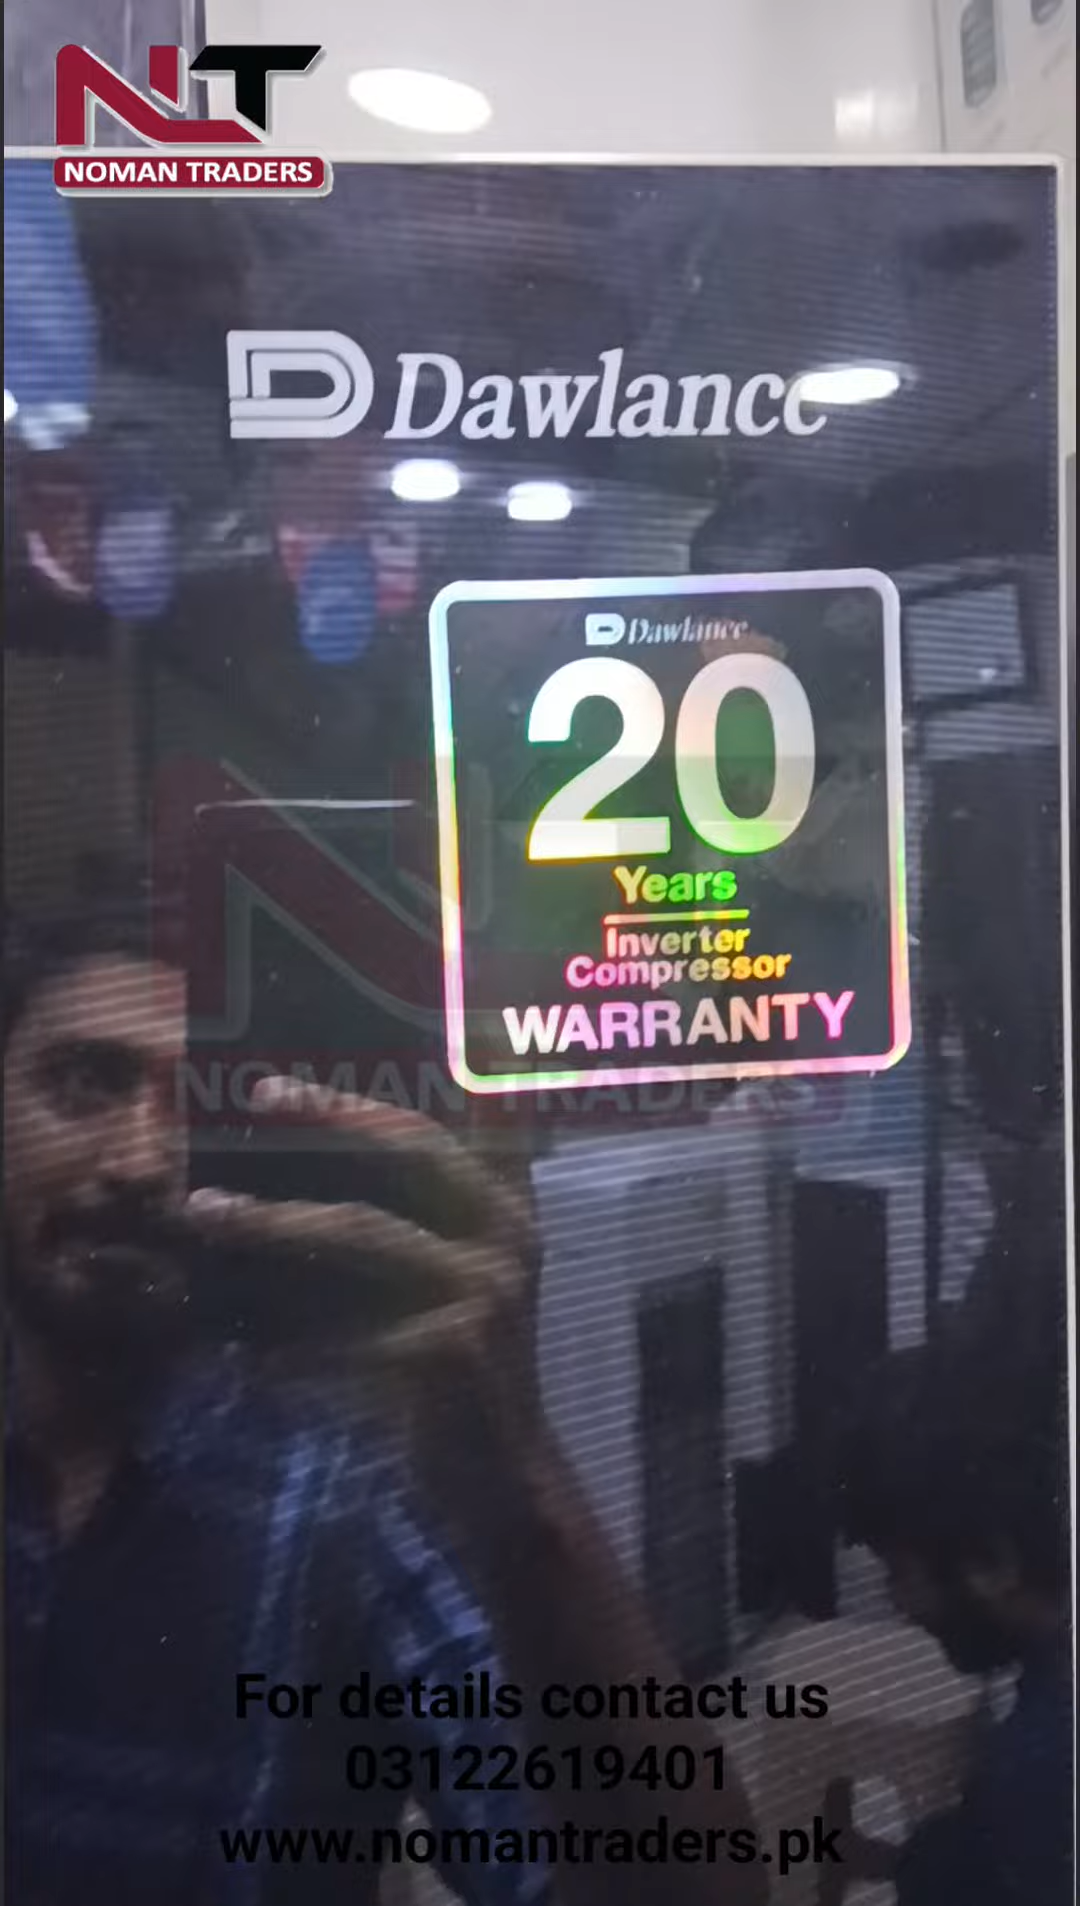 NT
NOMAN TRADERS
Dawlance
Dawlance
20
Years
Inverter
Compressor
WARRANTY
NOMAN TRADERS
For details contact us
03122619401
www.nomantraders.pk